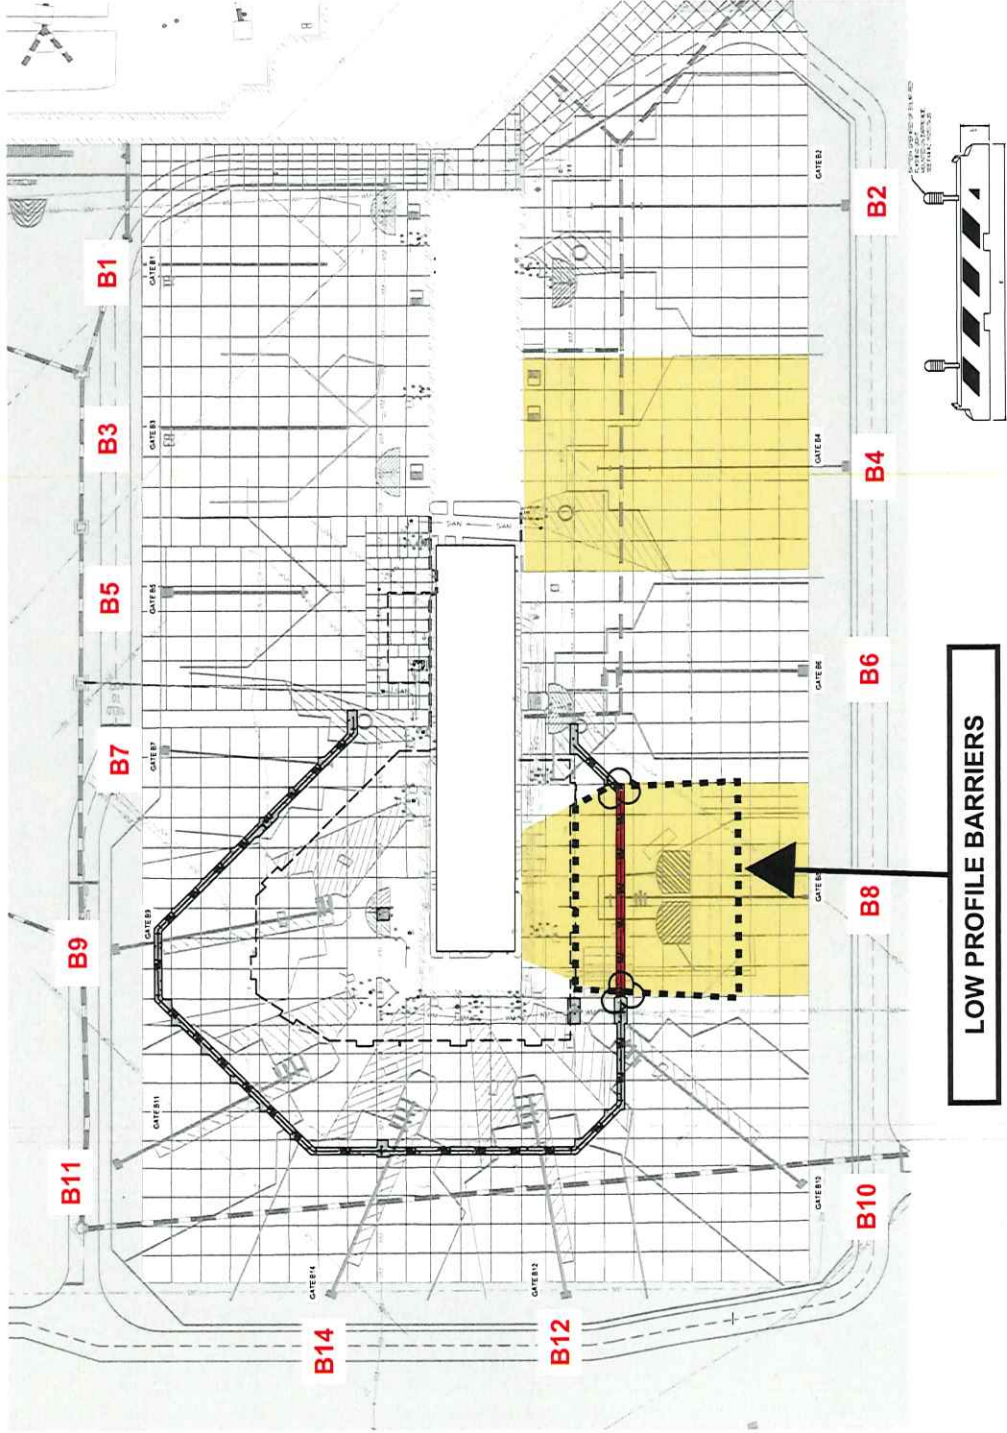 B1
B3
B5
B7
B9
B11
B14
B12
B10
B8
B6
B4
B2
GATE B1
GATE B3
GATE B5
GATE B7
GATE B9
GATE B11
GATE B14
GATE B12
GATE B10
GATE B6
GATE B4
GATE B2
SAN
SAN
LOW PROFILE BARRIERS